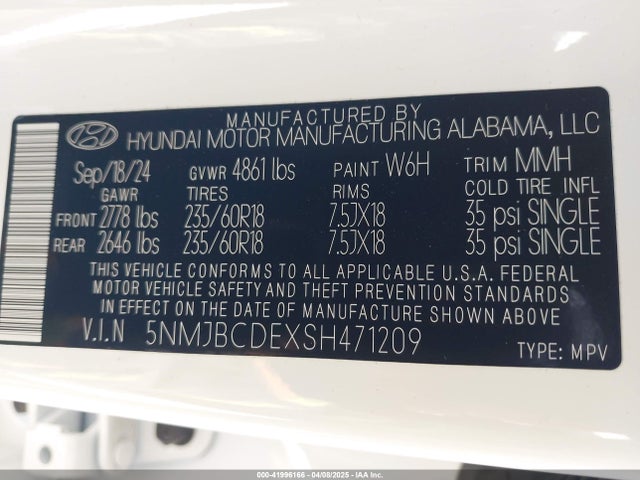 MANUFACTURED BY
HYUNDAI MOTOR MANUFACTURING ALABAMA, LLC
Sep/18/24 GVWR 4861 lbs PAINT W6H TRIM MMH
GAWR TIRES RIMS COLD TIRE INFL
FRONT 2778 lbs 235/60R18 7.5JX18 35 psi SINGLE
REAR 2646 lbs 235/60R18 7.5JX18 35 psi SINGLE
THIS VEHICLE CONFORMS TO ALL APPLICABLE U.S.A. FEDERAL
MOTOR VEHICLE SAFETY AND THEFT PREVENTION STANDARDS
IN EFFECT ON THE DATE OF MANUFACTURE SHOWN ABOVE.
V.I.N 5NMJBCDEXSH471209
TYPE: MPV
000-41996166 - 04/08/2025 - IAA, Inc.